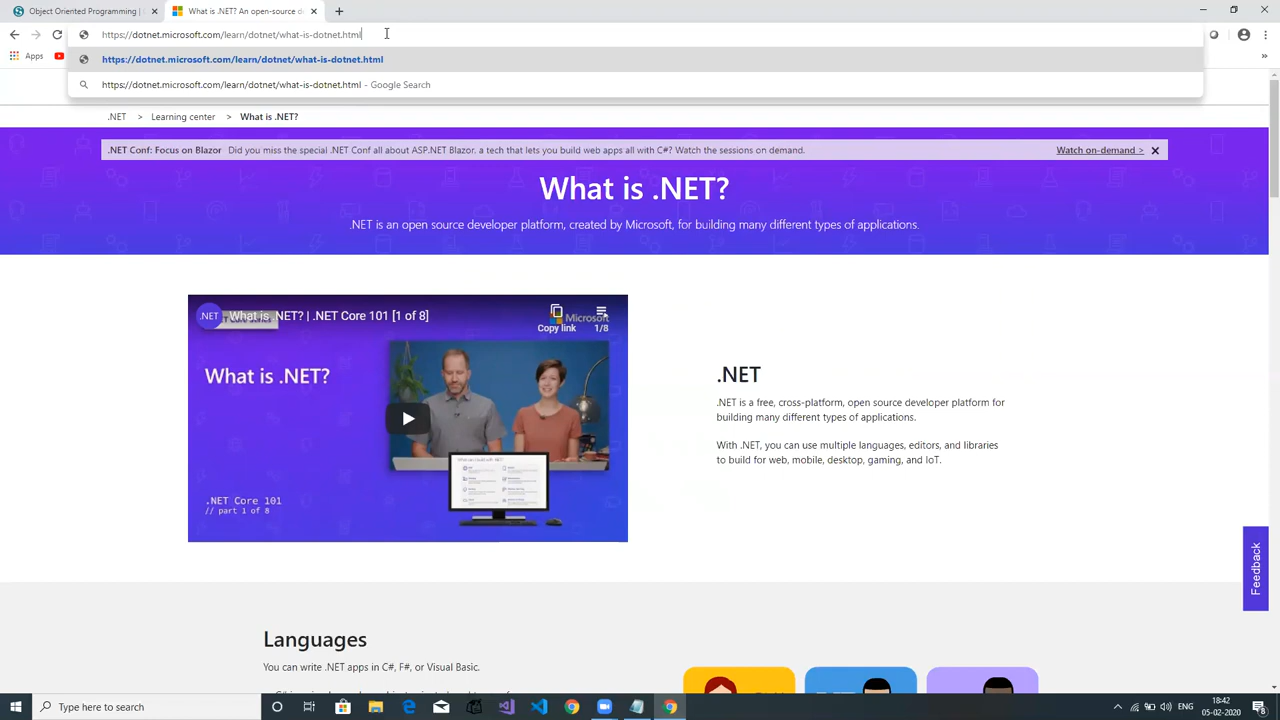 Object Oriented Programming |
What is .NET? An open-source d
https://dotnet.microsoft.com/learn/dotnet/what-is-dotnet.html
Apps
https://dotnet.microsoft.com/learn/dotnet/what-is-dotnet.html
https://dotnet.microsoft.com/learn/dotnet/what-is-dotnet.html - Google Search
.NET > Learning center > What is .NET?
.NET Conf: Focus on Blazor Did you miss the special .NET Conf all about ASP.NET Blazor, a tech that lets you build web apps all with C#? Watch the sessions on demand. Watch on-demand >
What is .NET?
.NET is an open source developer platform, created by Microsoft, for building many different types of applications.
.NET What is .NET? | .NET Core 101 [1 of 8]
Microsoft
Copy link 1/8
What is .NET?
.NET Core 101
// part 1 of 8
.NET
.NET is a free, cross-platform, open source developer platform for
building many different types of applications.
With .NET, you can use multiple languages, editors, and libraries
to build for web, mobile, desktop, gaming, and IoT.
Feedback
Languages
You can write .NET apps in C#, F#, or Visual Basic.
Type here to search
ENG
18:42
05-02-2020
8